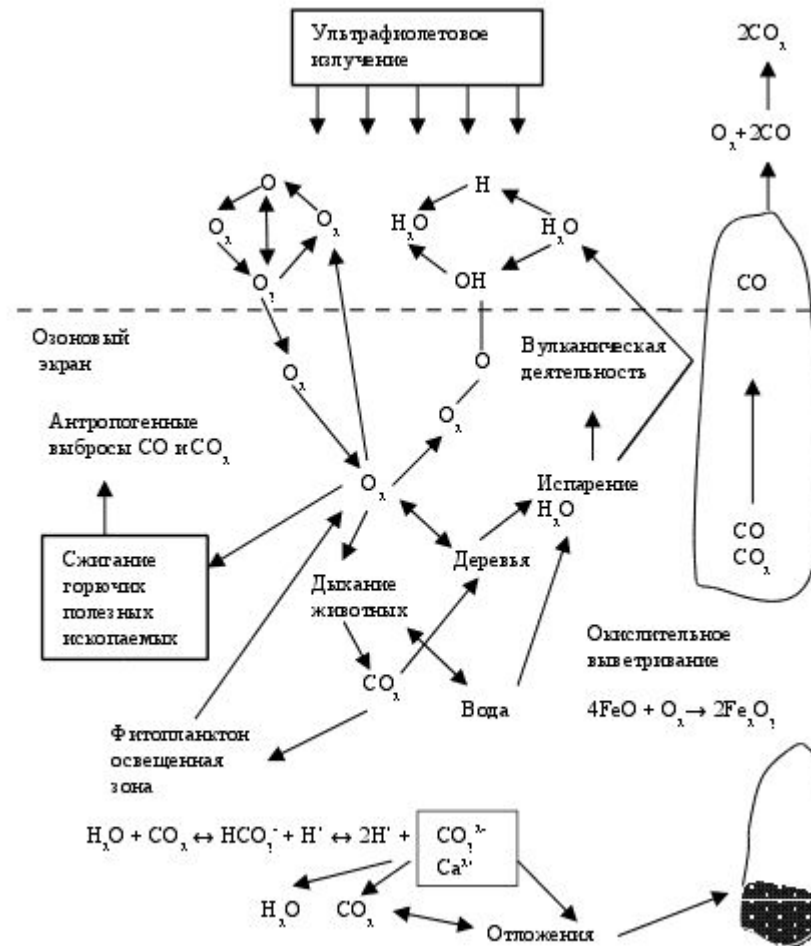 Ультрафиолетовое
излучение
2CO₂
O₂+2CO
O
O₂
O₂
O₃
H
H₂O
H₂O
OH
CO
Озоновый
экран
O₂
O
O₂
Вулканическая
деятельность
Антропогенные
выбросы CO и CO₂
O₂
Испарение
H₂O
CO
CO₂
Сжигание
горючих
полезных
ископаемых
Деревья
Дыхание
животных
CO₂
Вода
Окислительное
выветривание
4FeO + O₂ → 2Fe₂O₃
Фитопланктон
освещенная
зона
H₂O + CO₂ ↔ HCO₃⁻ + H⁺ ↔ 2H⁺ +
CO₃²⁻
Ca²⁺
H₂O
CO₂
Отложения